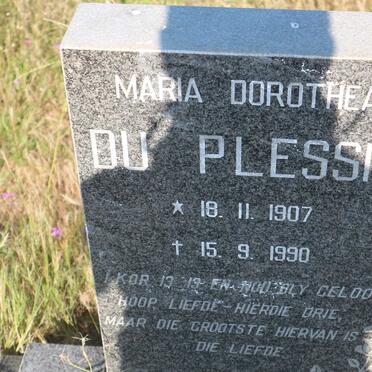 MARIA DOROTHEA
DU PLESSI
★ 18. 11. 1907
✝ 15. 9. 1990
I KOR. 13:13 EN NOU BLY GELOO
HOOP, LIEFDE - HIERDIE DRIE,
MAAR DIE GROOTSTE HIERVAN IS
DIE LIEFDE